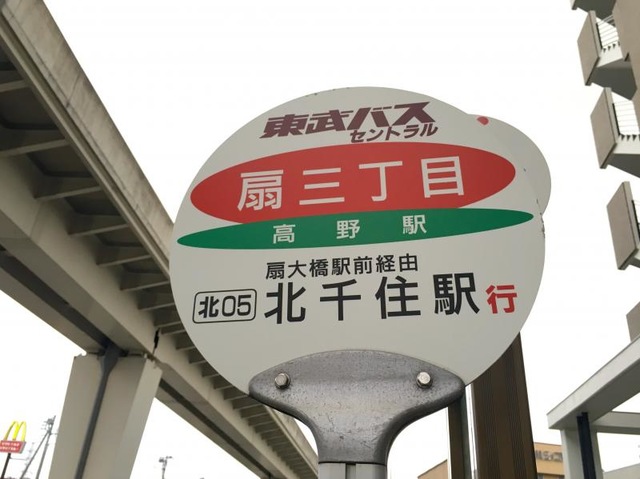 東武バス
セントラル
扇三丁目
高野駅
扇大橋駅前経由
北05 北千住駅行